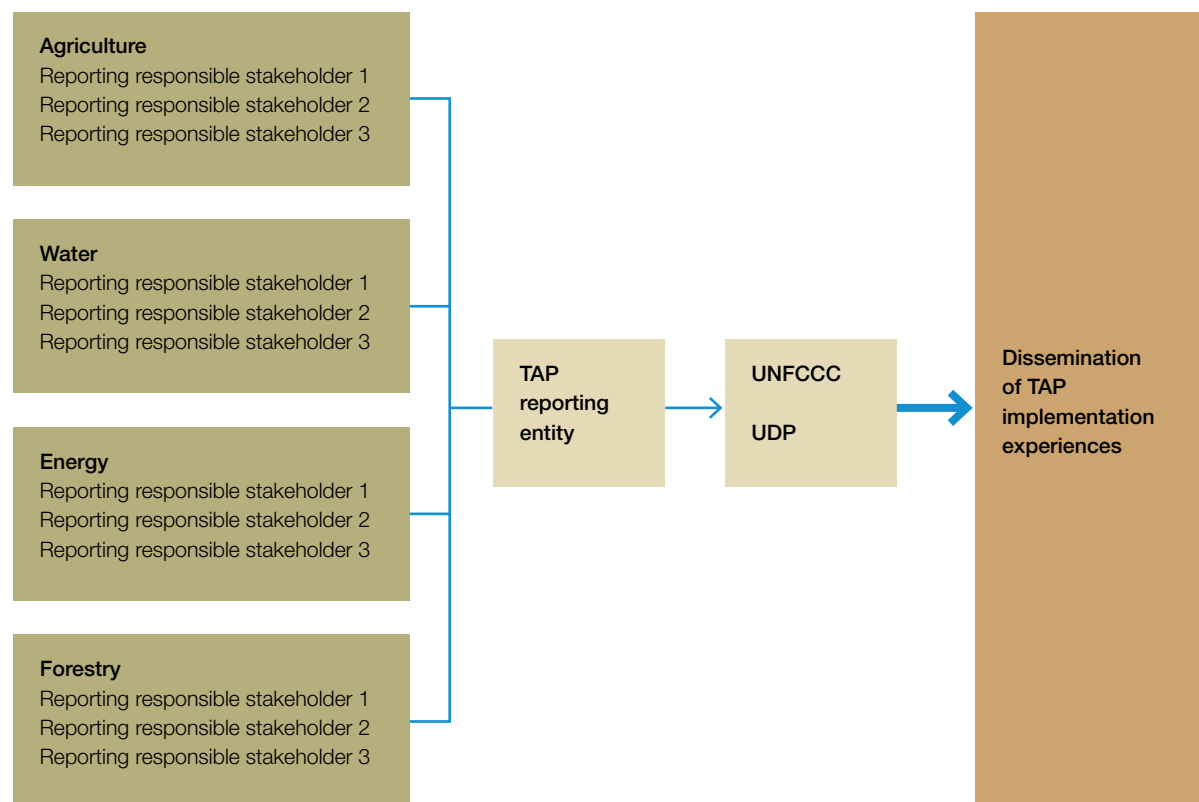 Agriculture
Reporting responsible stakeholder 1
Reporting responsible stakeholder 2
Reporting responsible stakeholder 3
Water
Reporting responsible stakeholder 1
Reporting responsible stakeholder 2
Reporting responsible stakeholder 3
Energy
Reporting responsible stakeholder 1
Reporting responsible stakeholder 2
Reporting responsible stakeholder 3
Forestry
Reporting responsible stakeholder 1
Reporting responsible stakeholder 2
Reporting responsible stakeholder 3
TAP
reporting
entity
UNFCCC
UDP
Dissemination
of TAP
implementation
experiences